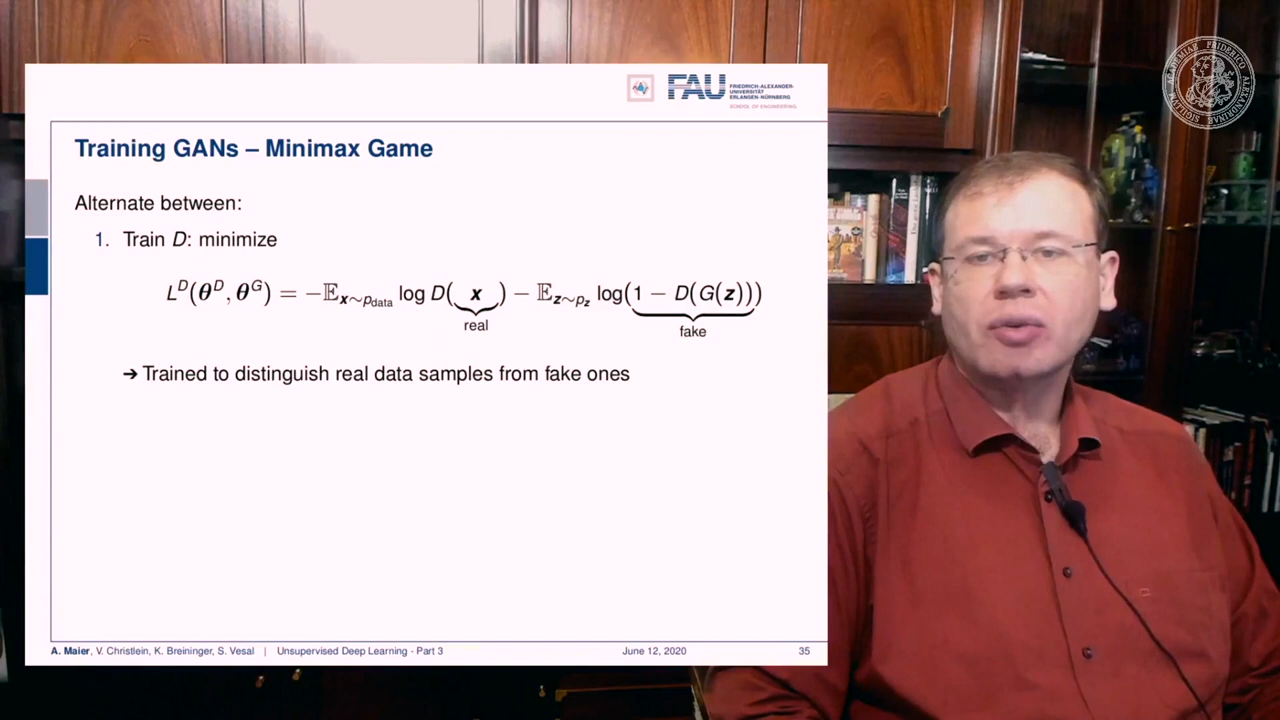 FAU
FRIEDRICH-ALEXANDER-
UNIVERSITÄT
ERLANGEN-NÜRNBERG
SCHOOL OF ENGINEERING
Training GANs – Minimax Game
Alternate between:
1. Train D: minimize
L^D(θ^D, θ^G) = −𝔼_{x∼p_data} log D(x) − 𝔼_{z∼p_z} log(1 − D(G(z)))
real
fake
➔ Trained to distinguish real data samples from fake ones
A. Maier, V. Christlein, K. Breininger, S. Vesal | Unsupervised Deep Learning - Part 3 June 12, 2020 35